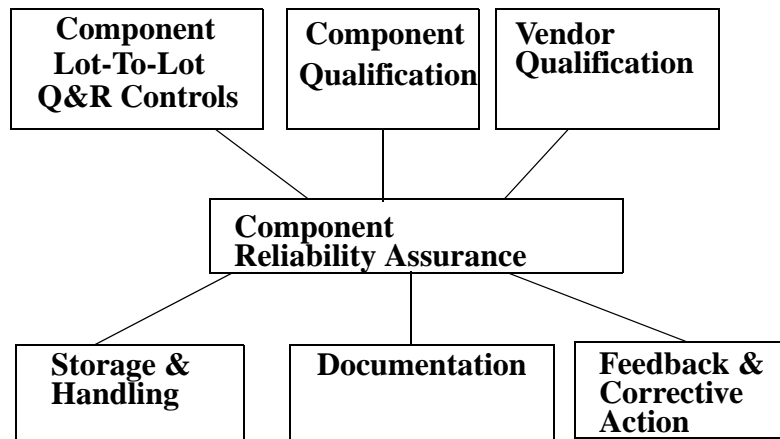 Component
Lot-To-Lot
Q&R Controls
Component
Qualification
Vendor
Qualification
Component
Reliability Assurance
Storage &
Handling
Documentation
Feedback &
Corrective
Action